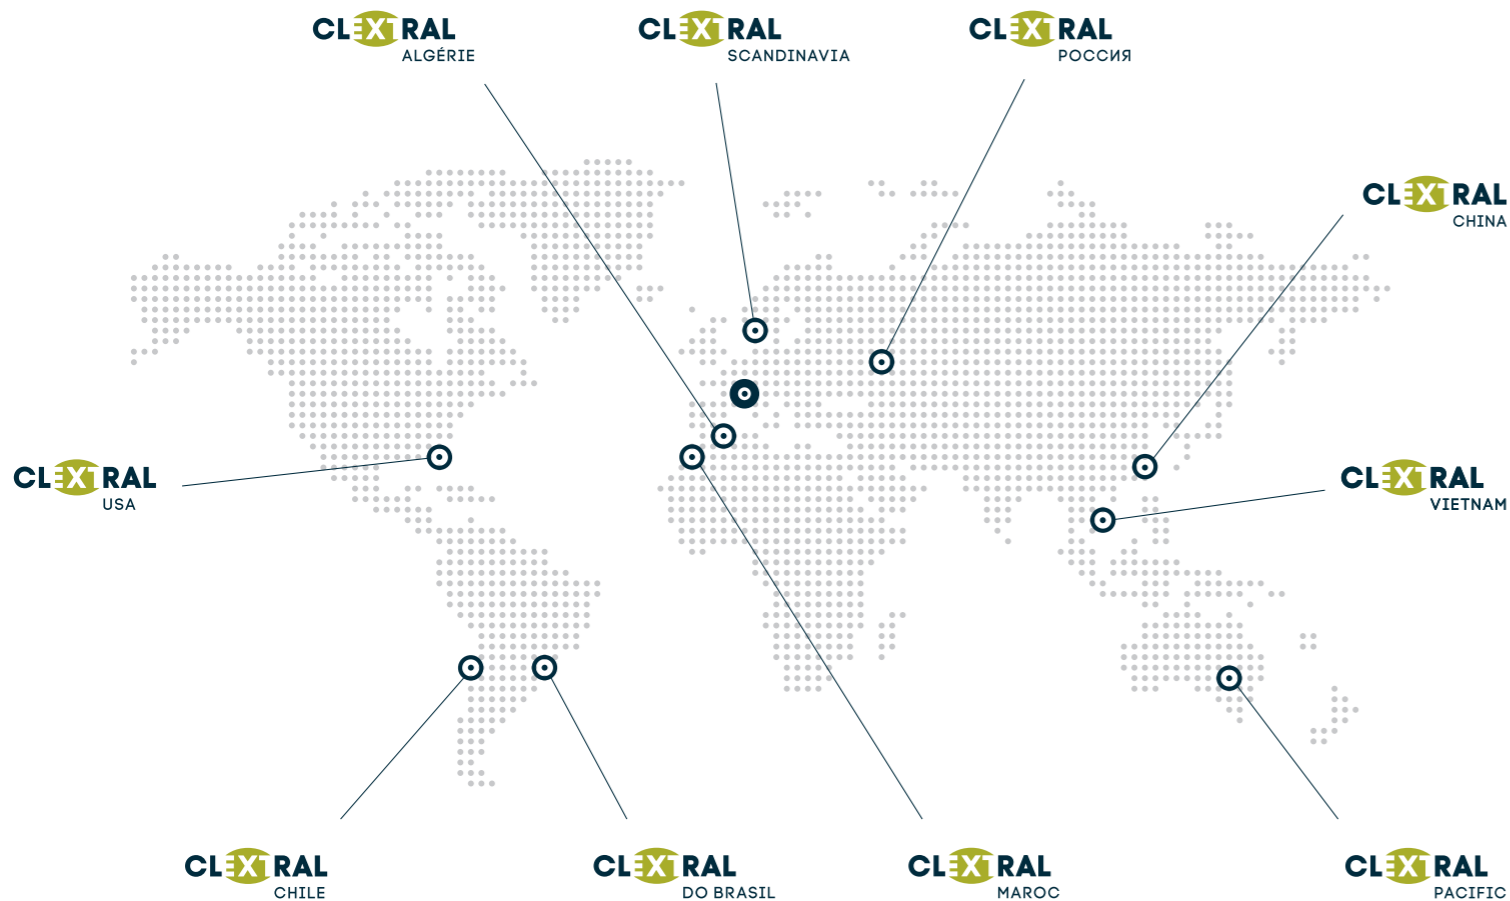 CLEXTRAL
ALGÉRIE
CLEXTRAL
SCANDINAVIA
CLEXTRAL
РОССИЯ
CLEXTRAL
CHINA
CLEXTRAL
USA
CLEXTRAL
VIETNAM
CLEXTRAL
CHILE
CLEXTRAL
DO BRASIL
CLEXTRAL
MAROC
CLEXTRAL
PACIFIC